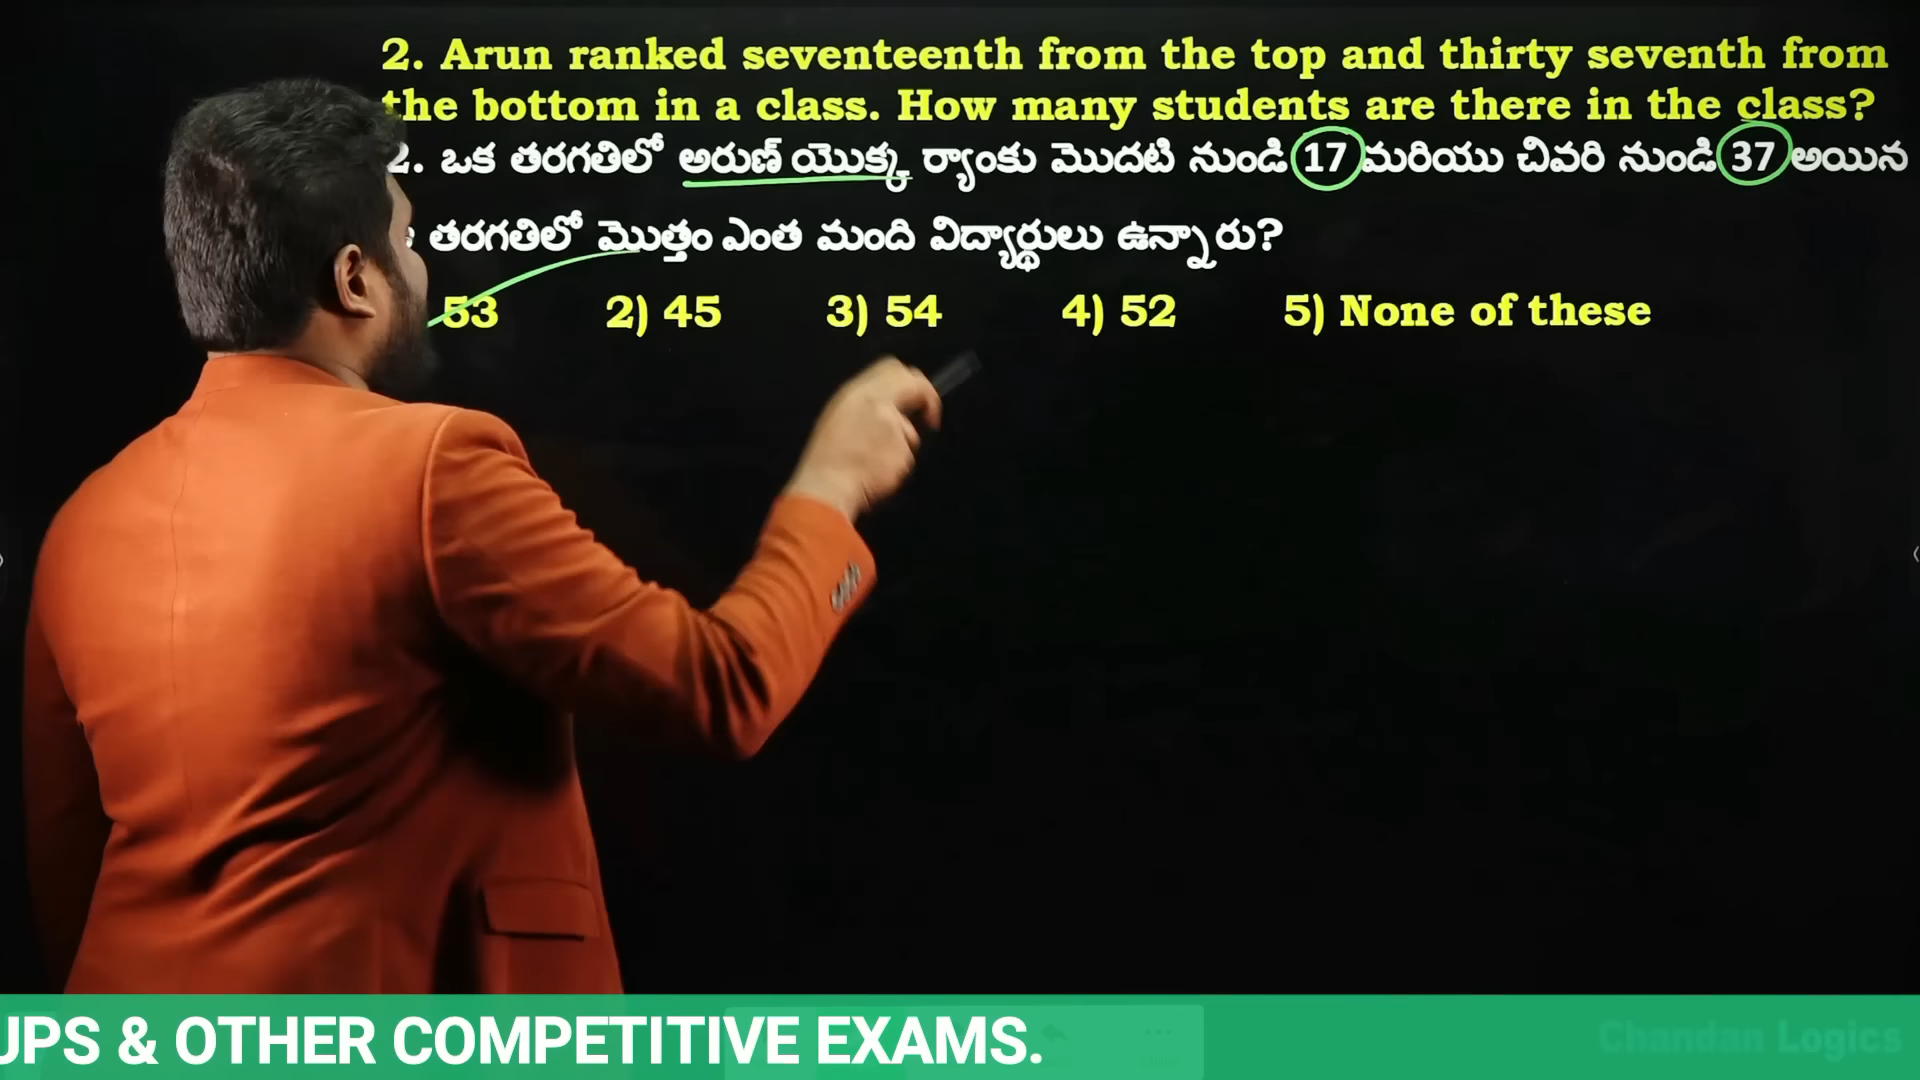 2. Arun ranked seventeenth from the top and thirty seventh from
the bottom in a class. How many students are there in the class?
2. ఒక తరగతిలో అరుణ్ యొక్క ర్యాంకు మొదటి నుండి 17 మరియు చివరి నుండి 37 అయిన
తరగతిలో మొత్తం ఎంత మంది విద్యార్థులు ఉన్నారు?
53 2) 45 3) 54 4) 52 5) None of these
UPS & OTHER COMPETITIVE EXAMS.
Chandan Logics